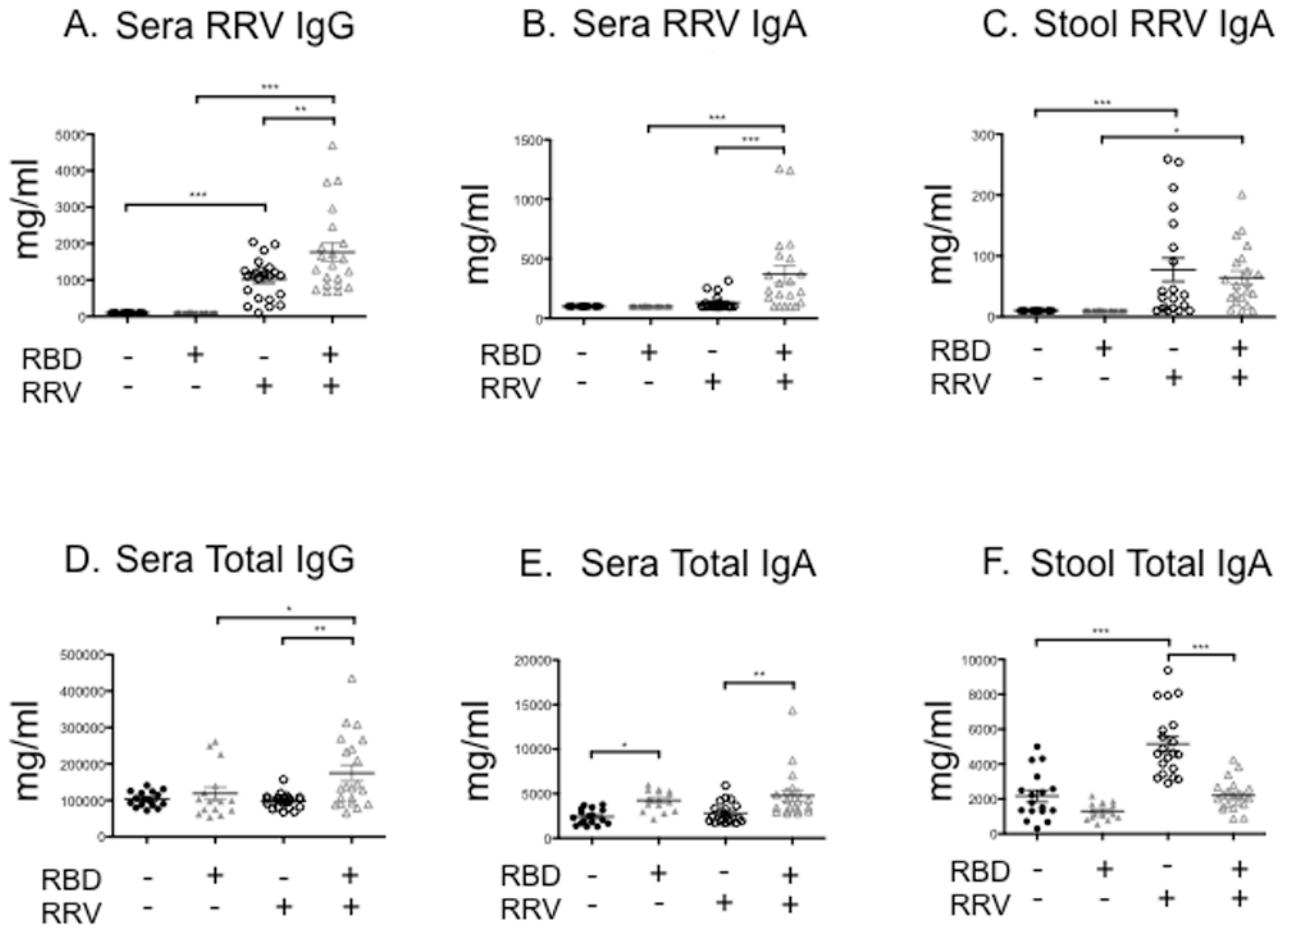 A. Sera RRV IgG
B. Sera RRV IgA
C. Stool RRV IgA
***
**
***
mg/ml
5000
4000
3000
2000
1000
0
RBD - + - +
RRV - - + +
***
***
mg/ml
1500
1000
500
0
RBD - + - +
RRV - - + +
***
*
mg/ml
300
200
100
0
RBD - + - +
RRV - - + +
D. Sera Total IgG
E. Sera Total IgA
F. Stool Total IgA
*
**
mg/ml
500000
400000
300000
200000
100000
0
RBD - + - +
RRV - - + +
**
*
mg/ml
20000
15000
10000
5000
0
RBD - + - +
RRV - - + +
***
***
mg/ml
10000
8000
6000
4000
2000
0
RBD - + - +
RRV - - + +